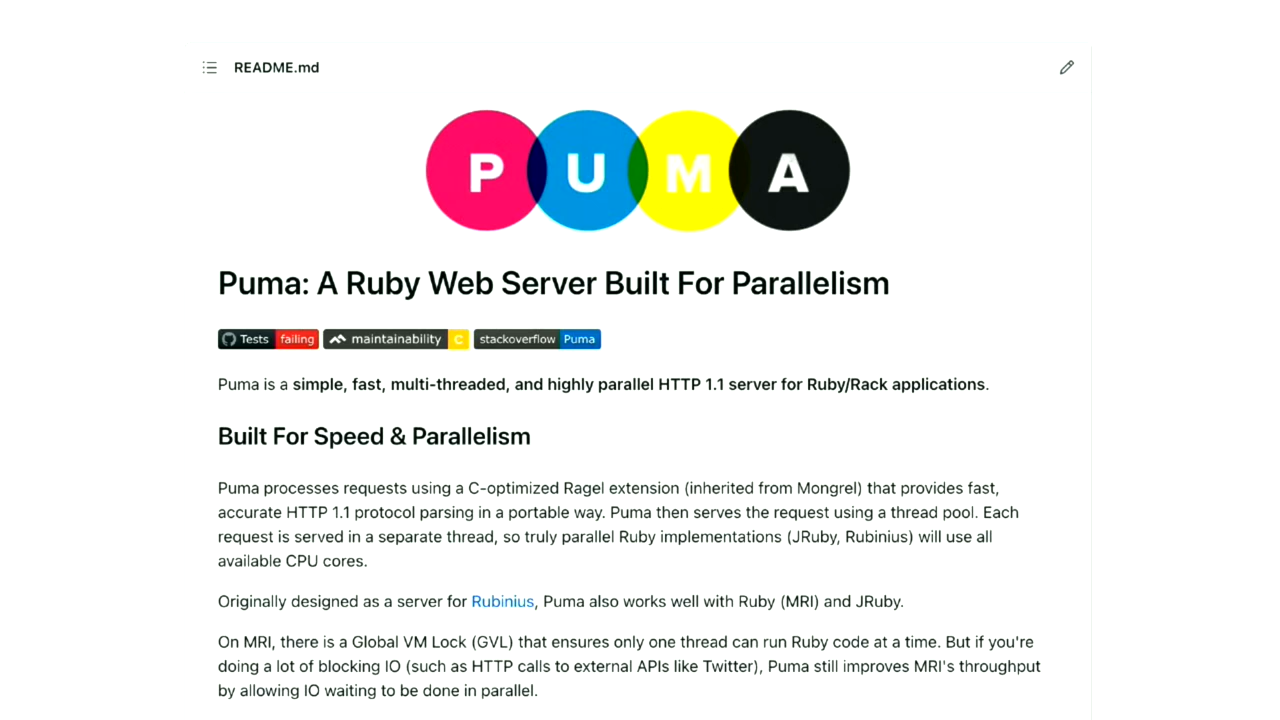 README.md
PUMA
Puma: A Ruby Web Server Built For Parallelism
Tests failing maintainability C stackoverflow Puma
Puma is a simple, fast, multi-threaded, and highly parallel HTTP 1.1 server for Ruby/Rack applications.
Built For Speed & Parallelism
Puma processes requests using a C-optimized Ragel extension (inherited from Mongrel) that provides fast,
accurate HTTP 1.1 protocol parsing in a portable way. Puma then serves the request using a thread pool. Each
request is served in a separate thread, so truly parallel Ruby implementations (JRuby, Rubinius) will use all
available CPU cores.
Originally designed as a server for Rubinius, Puma also works well with Ruby (MRI) and JRuby.
On MRI, there is a Global VM Lock (GVL) that ensures only one thread can run Ruby code at a time. But if you're
doing a lot of blocking IO (such as HTTP calls to external APIs like Twitter), Puma still improves MRI's throughput
by allowing IO waiting to be done in parallel.